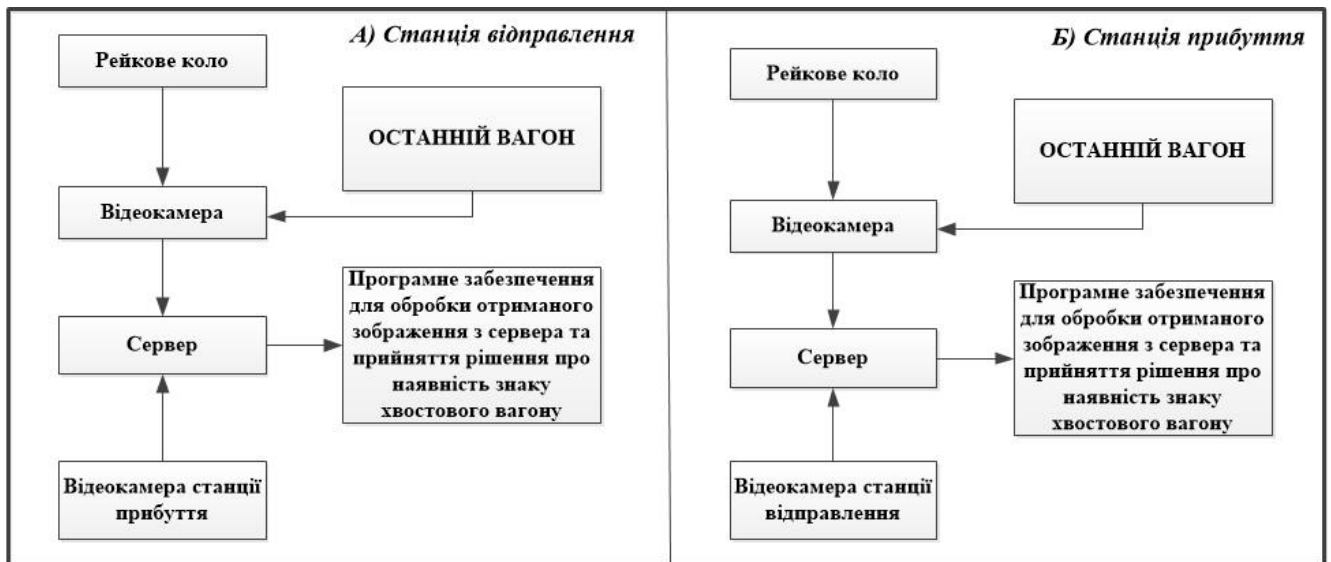 А) Станція відправлення
Рейкове коло
ОСТАННІЙ ВАГОН
Відеокамера
Програмне забезпечення
для обробки отриманого
зображення з сервера та
прийняття рішення про
наявність знаку
хвостового вагону
Сервер
Відеокамера станції
прибуття
Б) Станція прибуття
Рейкове коло
ОСТАННІЙ ВАГОН
Відеокамера
Програмне забезпечення
для обробки отриманого
зображення з сервера та
прийняття рішення про
наявність знаку
хвостового вагону
Сервер
Відеокамера станції
відправлення